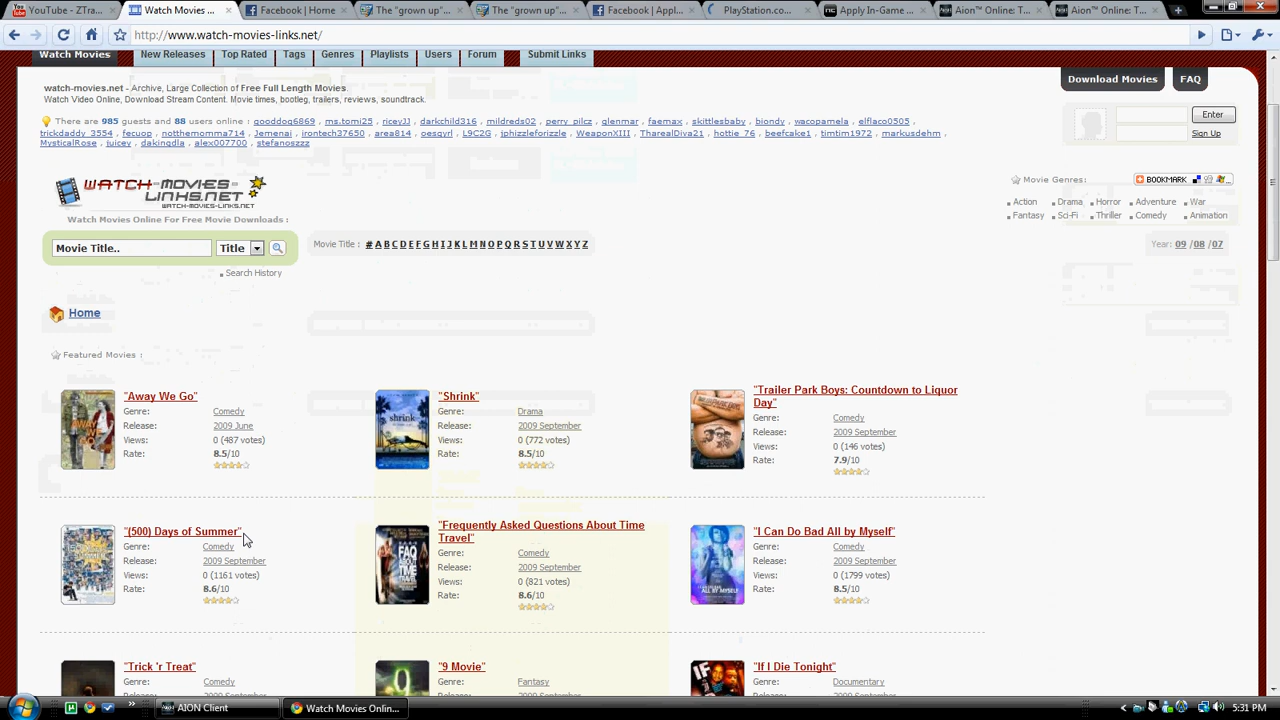 YouTube - ZTra...
Watch Movies ...
Facebook | Home
The "grown up"...
The "grown up"...
Facebook | Appl...
PlayStation.co...
Apply In-Game ...
Aion™ Online: T...
Aion™ Online: T...
http://www.watch-movies-links.net/
Watch Movies New Releases Top Rated Tags Genres Playlists Users Forum Submit Links
Download Movies FAQ
watch-movies.net - Archive, Large Collection of Free Full Length Movies.
Watch Video Online, Download Stream Content. Movie times, bootleg, trailers, reviews, soundtrack.
There are 985 guests and 88 users online : gooddog6869 , ms.tomi25 , riceyJJ , darkchild316 , mildreds02 , perry_pilcz , glenmar , faemax , skittlesbaby , biondy , wacopamela , elflaco0505 ,
trickdaddy_3554 , fecuop , notthemomma714 , Jemenai , irontech37650 , area814 , oesgyrl , L9C2G , jphizzleforizzle , WeaponXIII , TharealDiva21 , hottie_76 , beefcake1 , timtim1972 , markusdehm ,
MysticalRose , juicey , dakingdla , alex007700 , stefanoszzz
Enter
Sign Up
WATCH-MOVIES-
LINKS.NET
WATCH-MOVIES-LINKS.NET
Watch Movies Online For Free Movie Downloads :
Movie Genres: BOOKMARK
Action Drama Horror Adventure War
Fantasy Sci-Fi Thriller Comedy Animation
Movie Title.. Title
Movie Title : # A B C D E F G H I J K L M N O P Q R S T U V W X Y Z
Year: 09 /08 /07
Search History
Home
Featured Movies :
"Away We Go"
Genre: Comedy
Release: 2009 June
Views: 0 (487 votes)
Rate: 8.5/10
"Shrink"
Genre: Drama
Release: 2009 September
Views: 0 (772 votes)
Rate: 8.5/10
"Trailer Park Boys: Countdown to Liquor
Day"
Genre: Comedy
Release: 2009 September
Views: 0 (146 votes)
Rate: 7.9/10
"(500) Days of Summer"
Genre: Comedy
Release: 2009 September
Views: 0 (1161 votes)
Rate: 8.6/10
"Frequently Asked Questions About Time
Travel"
Genre: Comedy
Release: 2009 September
Views: 0 (821 votes)
Rate: 8.6/10
"I Can Do Bad All by Myself"
Genre: Comedy
Release: 2009 September
Views: 0 (1799 votes)
Rate: 8.5/10
"Trick 'r Treat"
Genre: Comedy
"9 Movie"
Genre: Fantasy
"If I Die Tonight"
Genre: Documentary
AION Client
Watch Movies Onlin...
5:31 PM